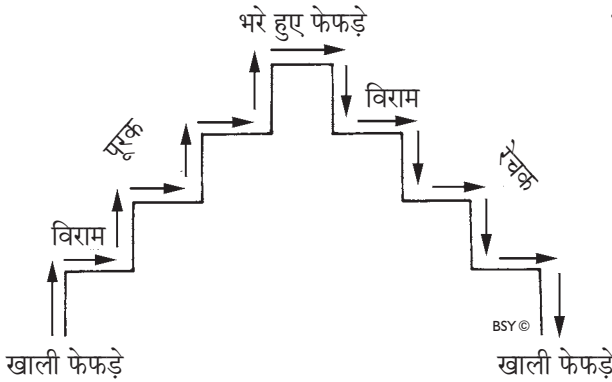 भरे हुए फेफड़े
विराम
पूरक
रेचक
विराम
BSY ©
खाली फेफड़े
खाली फेफड़े